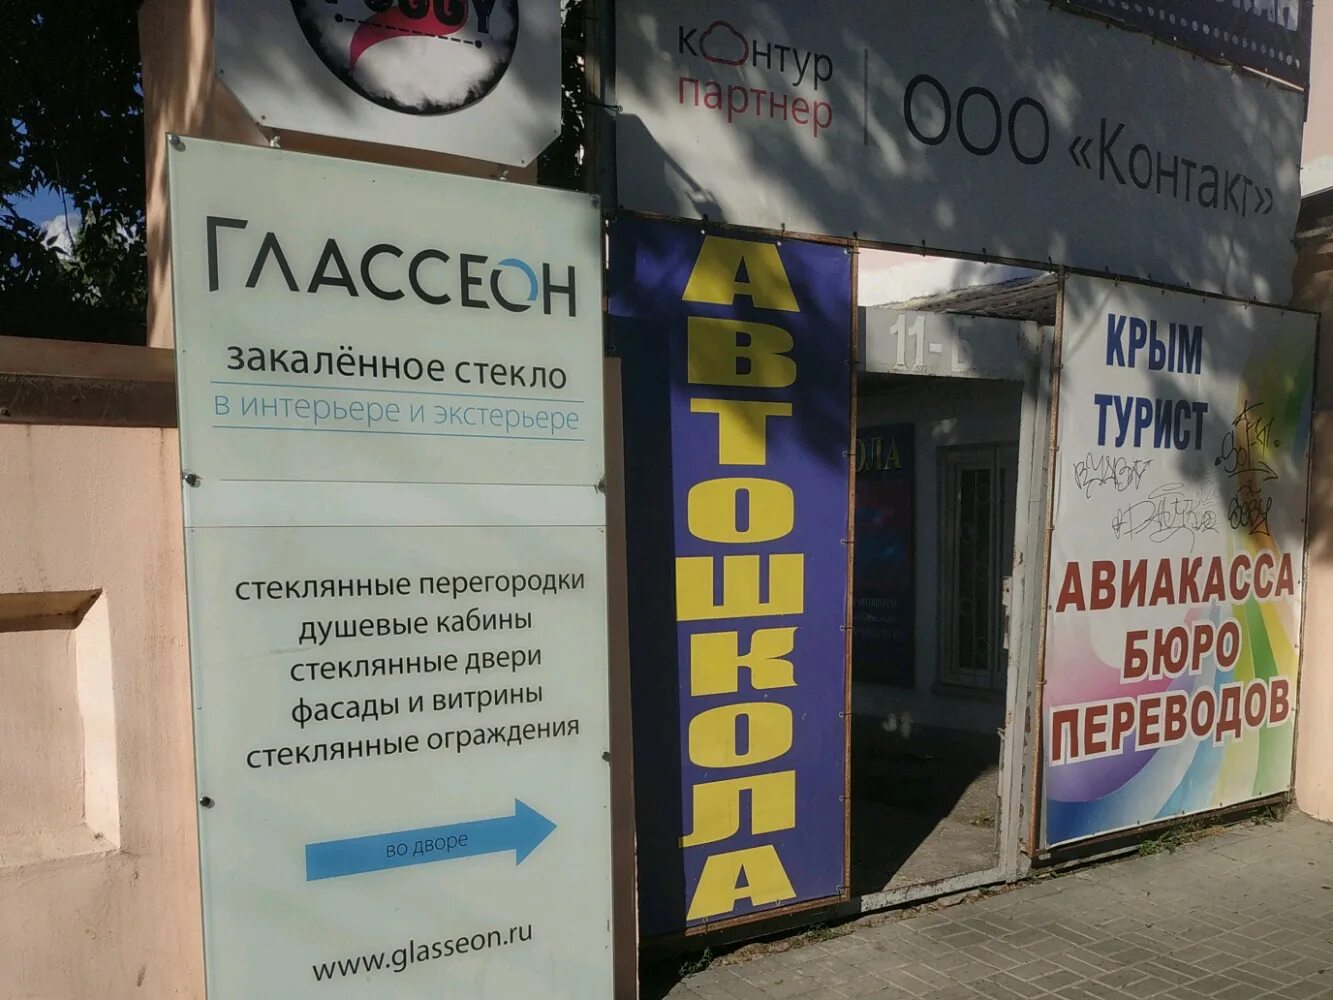 контур
партнер
ООО «Контакт»
ГЛАССЕОН
закалённое стекло
в интерьере и экстерьере
стеклянные перегородки
душевые кабины
стеклянные двери
фасады и витрины
стеклянные ограждения
во дворе
www.glasseon.ru
АВТОШКОЛА
КРЫМ
ТУРИСТ
АВИАКАССА
БЮРО
ПЕРЕВОДОВ